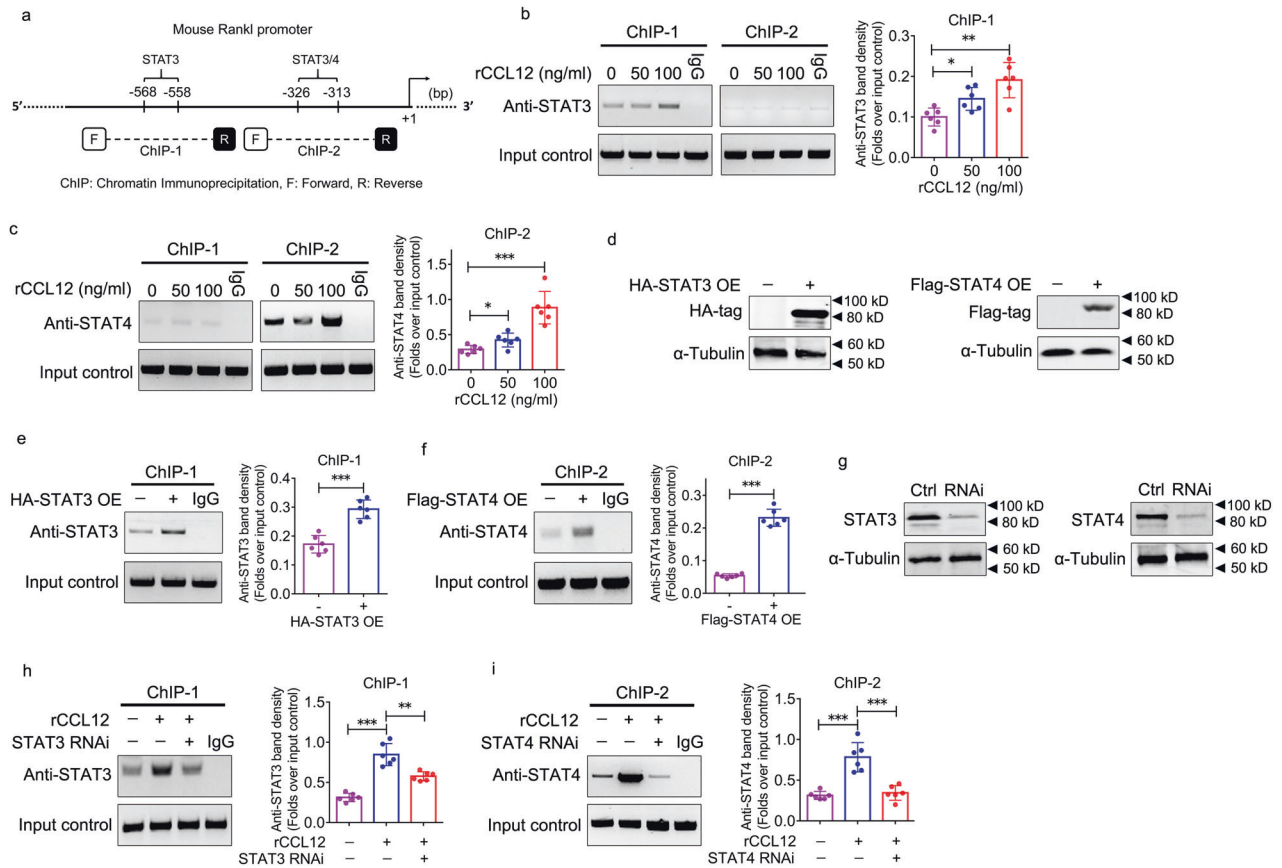 a
Mouse Rankl promoter
STAT3
STAT3/4
-568 -558
-326 -313
(bp)
5′
3′
+1
F
R
F
R
ChIP-1
ChIP-2
ChIP: Chromatin Immunoprecipitation, F: Forward, R: Reverse
b
ChIP-1
ChIP-2
rCCL12 (ng/ml)
0 50 100 IgG
0 50 100 IgG
Anti-STAT3
Input control
ChIP-1
Anti-STAT3 band density
(Folds over input control)
0.3
0.2
0.1
0.0
**
*
0 50 100
rCCL12 (ng/ml)
c
ChIP-1
ChIP-2
rCCL12 (ng/ml)
0 50 100 IgG
0 50 100 IgG
Anti-STAT4
Input control
ChIP-2
Anti-STAT4 band density
(Folds over input control)
1.5
1.0
0.5
0.0
***
*
0 50 100
rCCL12 (ng/ml)
d
HA-STAT3 OE – +
HA-tag
100 kD
80 kD
α-Tubulin
60 kD
50 kD
Flag-STAT4 OE – +
Flag-tag
100 kD
80 kD
α-Tubulin
60 kD
50 kD
e
ChIP-1
HA-STAT3 OE – + IgG
Anti-STAT3
Input control
ChIP-1
Anti-STAT3 band density
(Folds over input control)
0.4
0.3
0.2
0.1
0.0
***
- +
HA-STAT3 OE
f
ChIP-2
Flag-STAT4 OE – + IgG
Anti-STAT4
Input control
ChIP-2
Anti-STAT4 band density
(Folds over input control)
0.3
0.2
0.1
0.0
***
- +
Flag-STAT4 OE
g
Ctrl RNAi
STAT3
100 kD
80 kD
α-Tubulin
60 kD
50 kD
Ctrl RNAi
STAT4
100 kD
80 kD
α-Tubulin
60 kD
50 kD
h
ChIP-1
rCCL12 – + +
STAT3 RNAi – – + IgG
Anti-STAT3
Input control
ChIP-1
Anti-STAT3 band density
(Folds over input control)
1.5
1.0
0.5
0.0
***
**
rCCL12 – + +
STAT3 RNAi – – +
i
ChIP-2
rCCL12 – + +
STAT4 RNAi – – + IgG
Anti-STAT4
Input control
ChIP-2
Anti-STAT4 band density
(Folds over input control)
1.5
1.0
0.5
0.0
***
***
rCCL12 – + +
STAT4 RNAi – – +